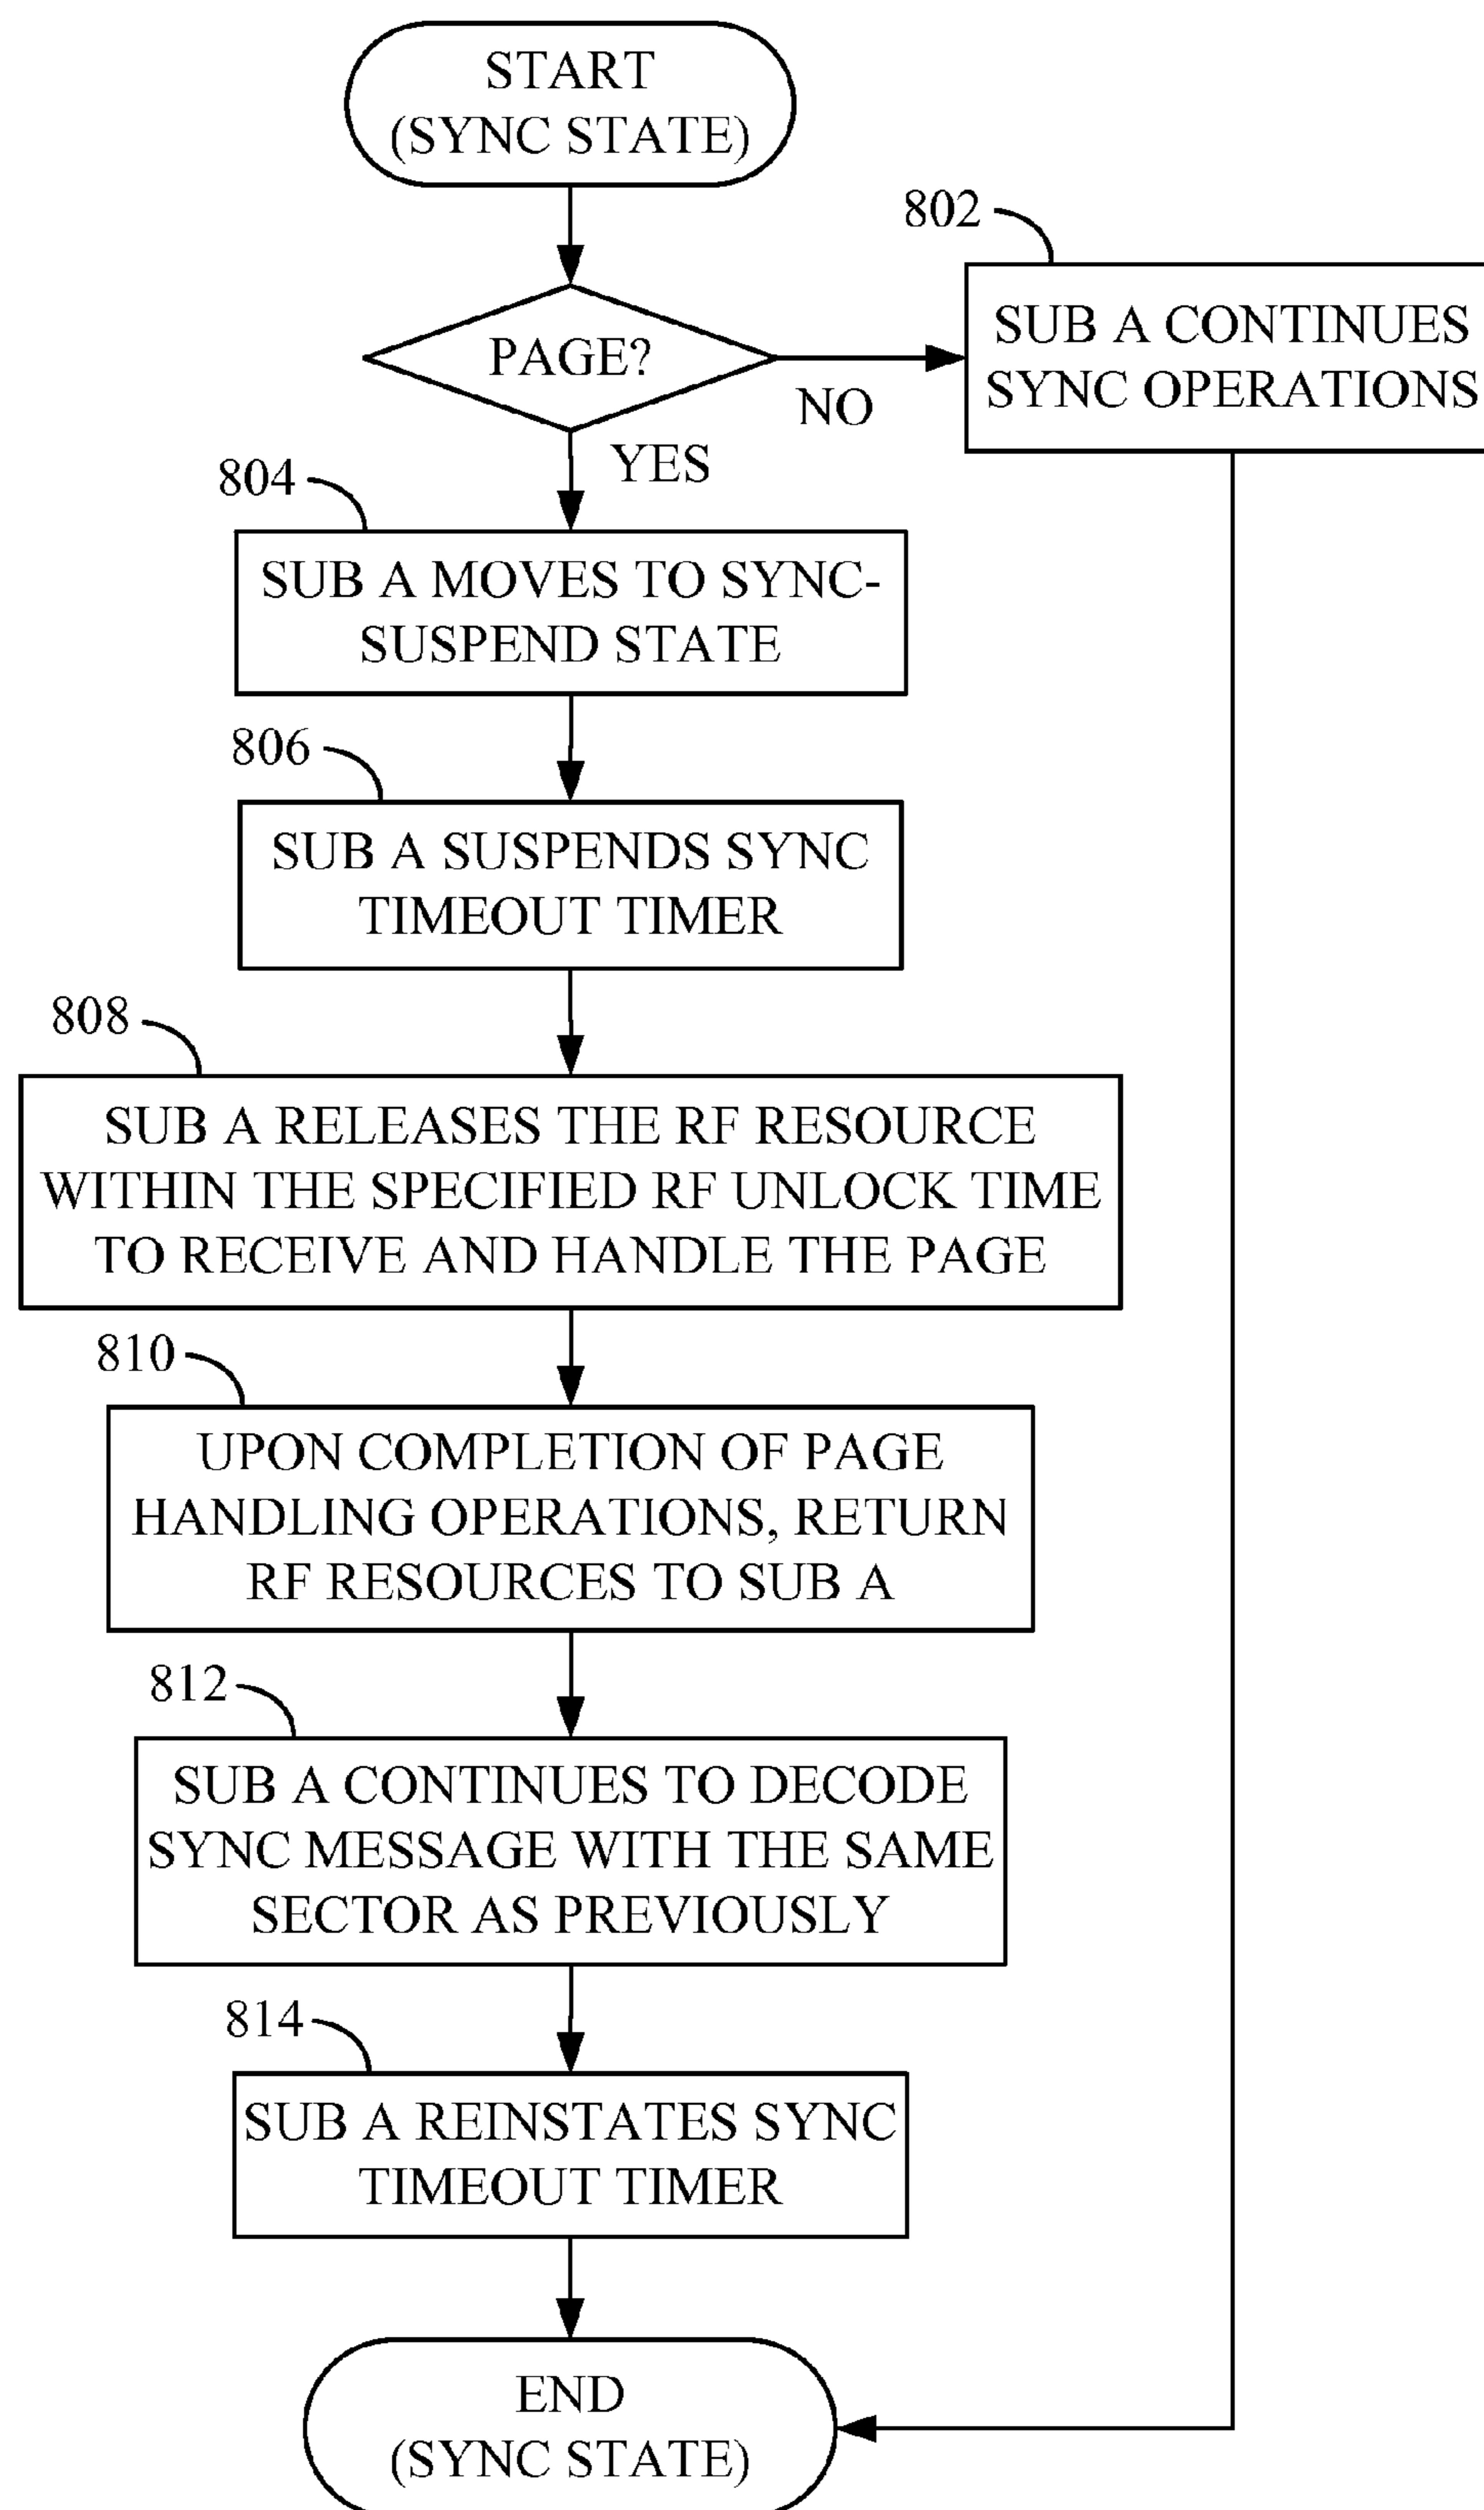 START
(SYNC STATE)
802
SUB A CONTINUES
SYNC OPERATIONS
PAGE?
NO
YES
804
SUB A MOVES TO SYNC-
SUSPEND STATE
806
SUB A SUSPENDS SYNC
TIMEOUT TIMER
808
SUB A RELEASES THE RF RESOURCE
WITHIN THE SPECIFIED RF UNLOCK TIME
TO RECEIVE AND HANDLE THE PAGE
810
UPON COMPLETION OF PAGE
HANDLING OPERATIONS, RETURN
RF RESOURCES TO SUB A
812
SUB A CONTINUES TO DECODE
SYNC MESSAGE WITH THE SAME
SECTOR AS PREVIOUSLY
814
SUB A REINSTATES SYNC
TIMEOUT TIMER
END
(SYNC STATE)